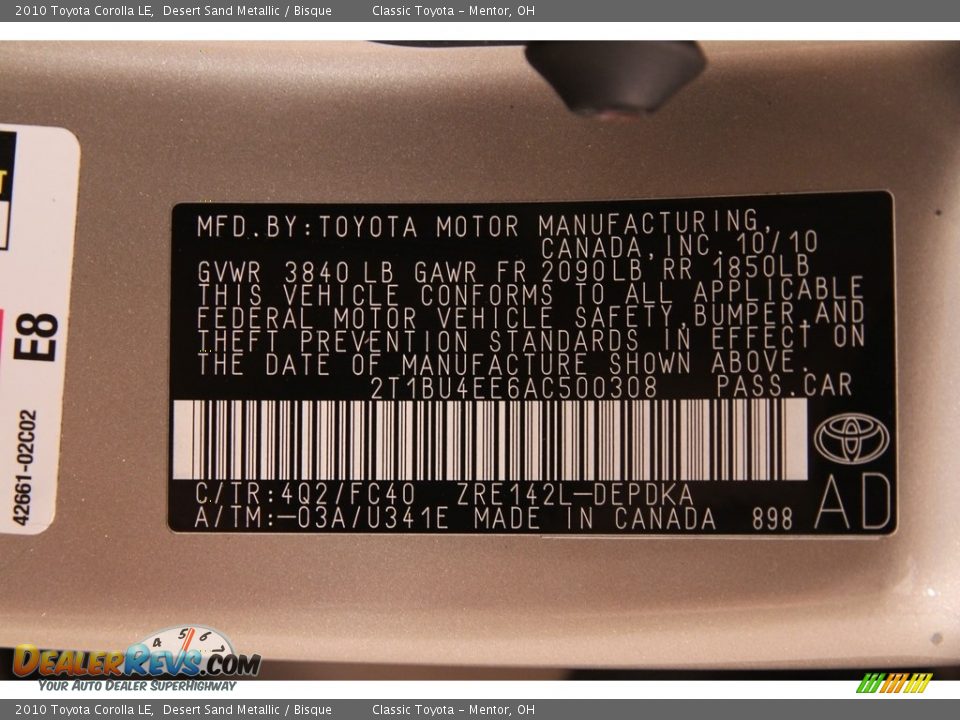 2010 Toyota Corolla LE, Desert Sand Metallic / Bisque Classic Toyota – Mentor, OH
E8
42661-02C02
MFD.BY:TOYOTA MOTOR MANUFACTURING,
CANADA,INC. 10/10
GVWR 3840 LB GAWR FR 2090LB RR 1850LB
THIS VEHICLE CONFORMS TO ALL APPLICABLE
FEDERAL MOTOR VEHICLE SAFETY,BUMPER,AND
THEFT PREVENTION STANDARDS IN EFFECT ON
THE DATE OF MANUFACTURE SHOWN ABOVE.
2T1BU4EE6AC500308 PASS.CAR
C/TR:4Q2/FC40 ZRE142L-DEPDKA
A/TM:-03A/U341E MADE IN CANADA 898
AD
4 5 6 7
DEALERREVS.COM
YOUR AUTO DEALER SUPERHIGHWAY
2010 Toyota Corolla LE, Desert Sand Metallic / Bisque Classic Toyota – Mentor, OH